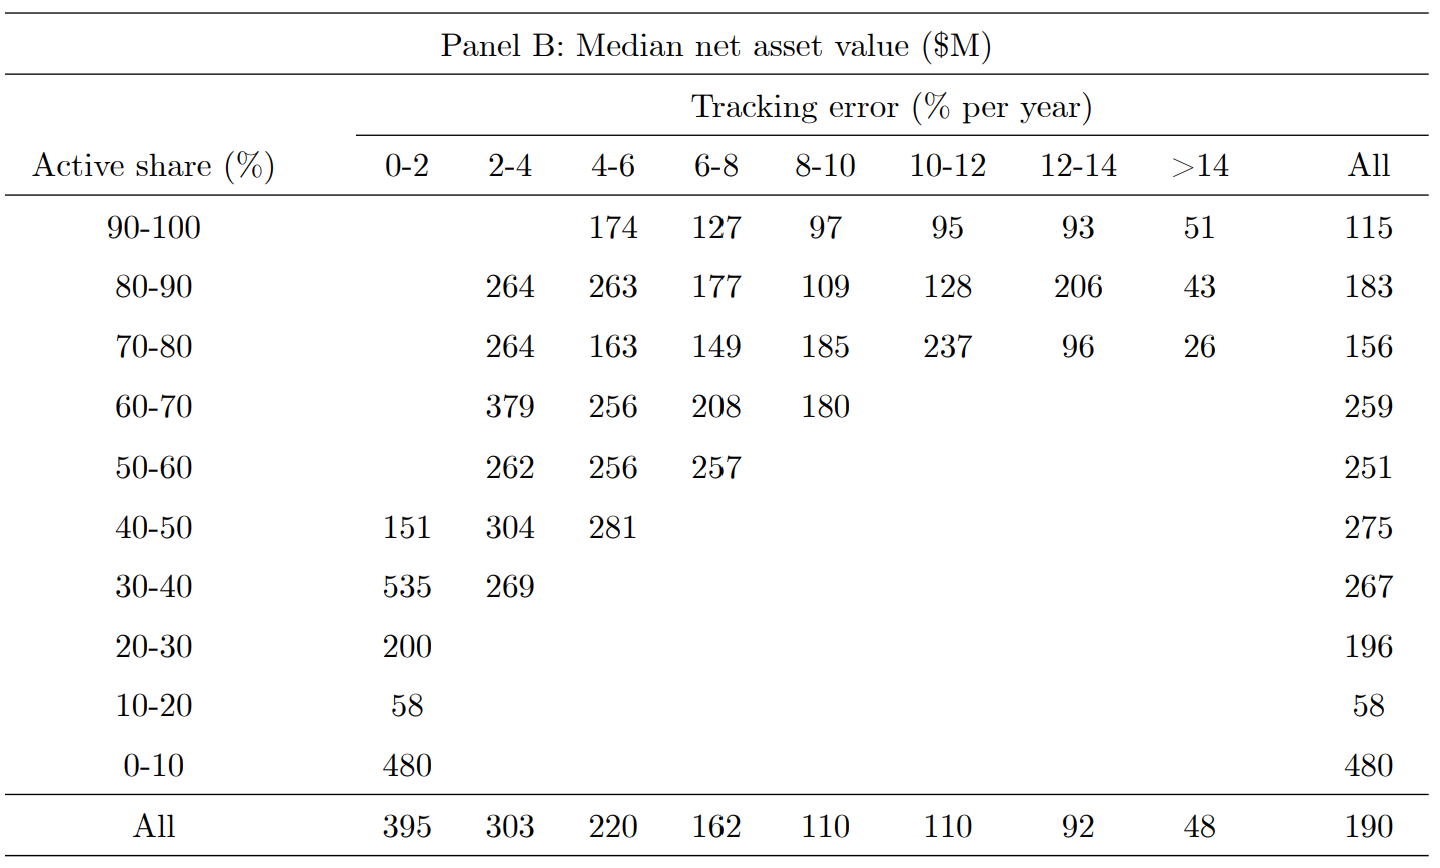 Panel B: Median net asset value ($M)
Tracking error (% per year)
Active share (%) 0-2 2-4 4-6 6-8 8-10 10-12 12-14 >14 All
90-100 174 127 97 95 93 51 115
80-90 264 263 177 109 128 206 43 183
70-80 264 163 149 185 237 96 26 156
60-70 379 256 208 180 259
50-60 262 256 257 251
40-50 151 304 281 275
30-40 535 269 267
20-30 200 196
10-20 58 58
0-10 480 480
All 395 303 220 162 110 110 92 48 190